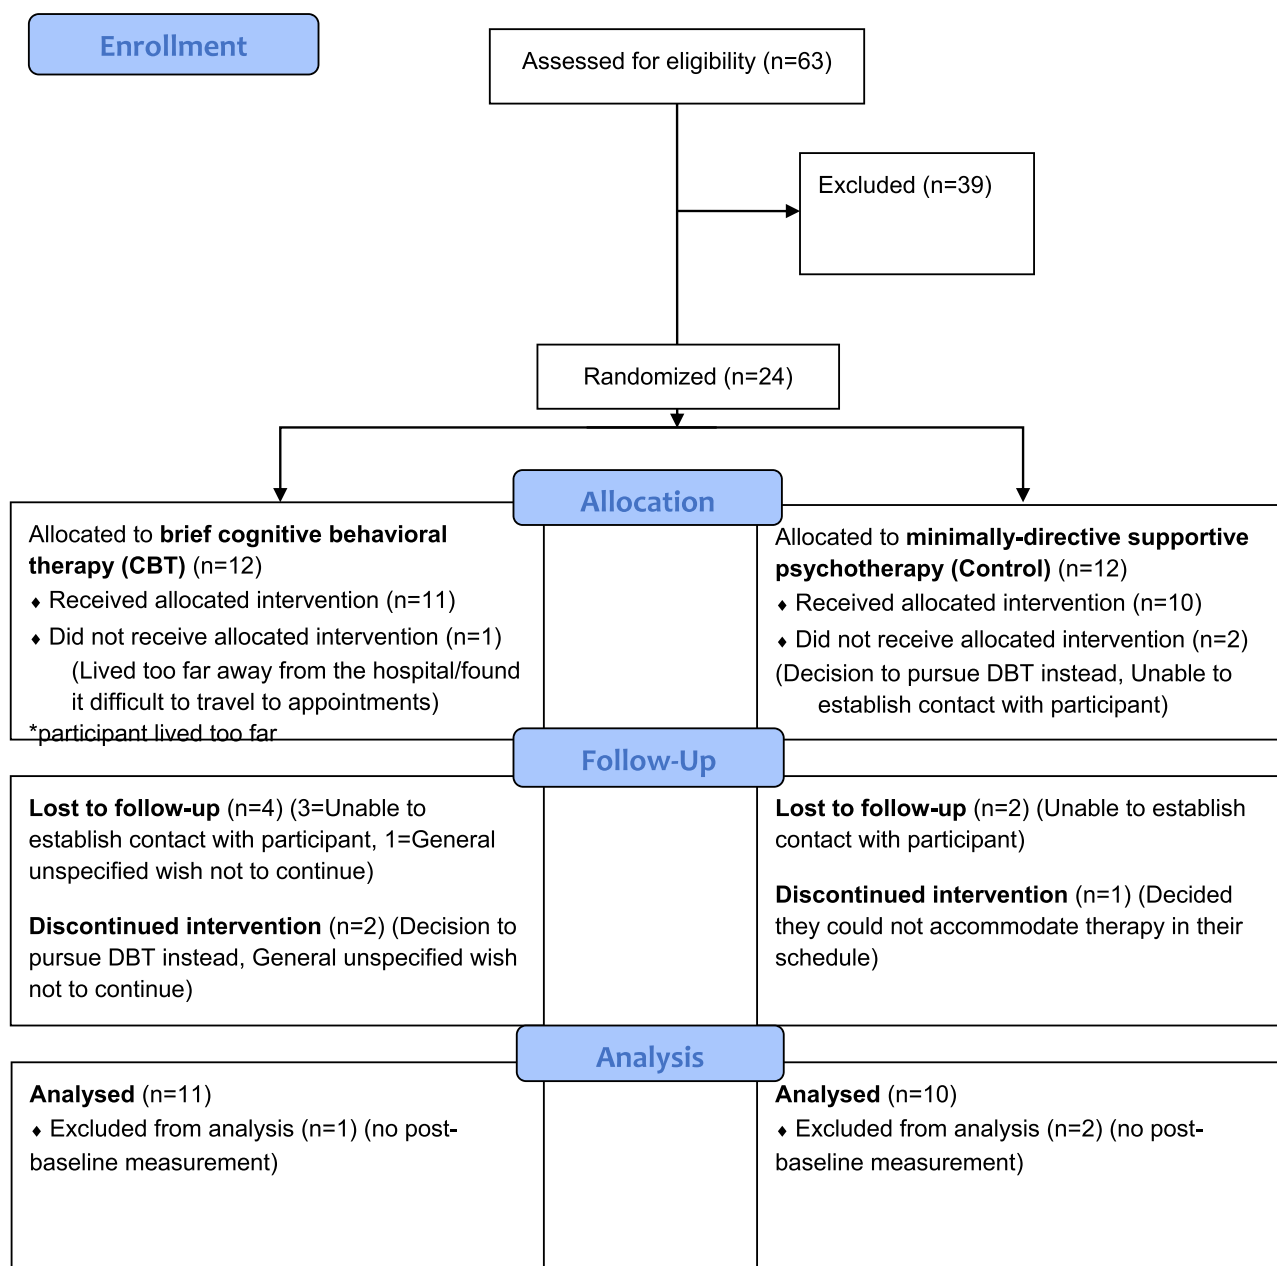 Enrollment
Assessed for eligibility (n=63)
Excluded (n=39)
Randomized (n=24)
Allocation
Allocated to brief cognitive behavioral
therapy (CBT) (n=12)
♦ Received allocated intervention (n=11)
♦ Did not receive allocated intervention (n=1)
(Lived too far away from the hospital/found
it difficult to travel to appointments)
*participant lived too far
Allocated to minimally-directive supportive
psychotherapy (Control) (n=12)
♦ Received allocated intervention (n=10)
♦ Did not receive allocated intervention (n=2)
(Decision to pursue DBT instead, Unable to
establish contact with participant)
Follow-Up
Lost to follow-up (n=4) (3=Unable to
establish contact with participant, 1=General
unspecified wish not to continue)
Discontinued intervention (n=2) (Decision to
pursue DBT instead, General unspecified wish
not to continue)
Lost to follow-up (n=2) (Unable to establish
contact with participant)
Discontinued intervention (n=1) (Decided
they could not accommodate therapy in their
schedule)
Analysis
Analysed (n=11)
♦ Excluded from analysis (n=1) (no post-
baseline measurement)
Analysed (n=10)
♦ Excluded from analysis (n=2) (no post-
baseline measurement)